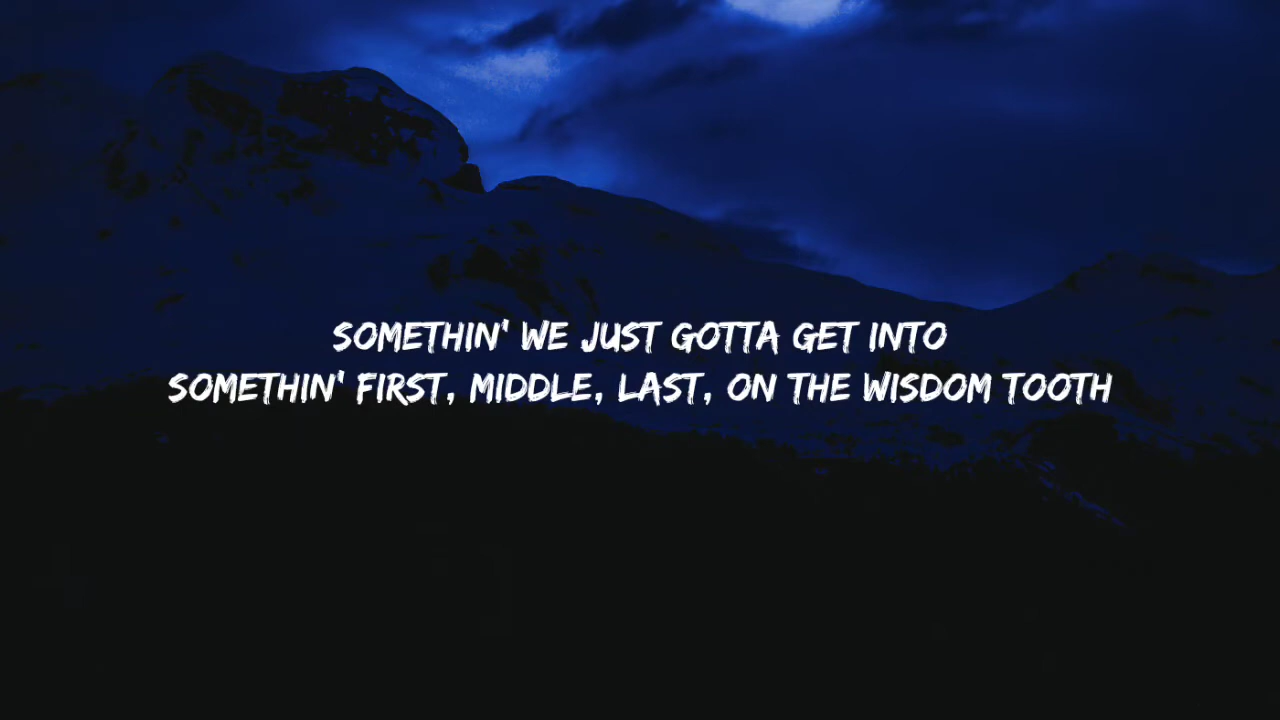 SOMETHIN' WE JUST GOTTA GET INTO
SOMETHIN' FIRST, MIDDLE, LAST, ON THE WISDOM TOOTH